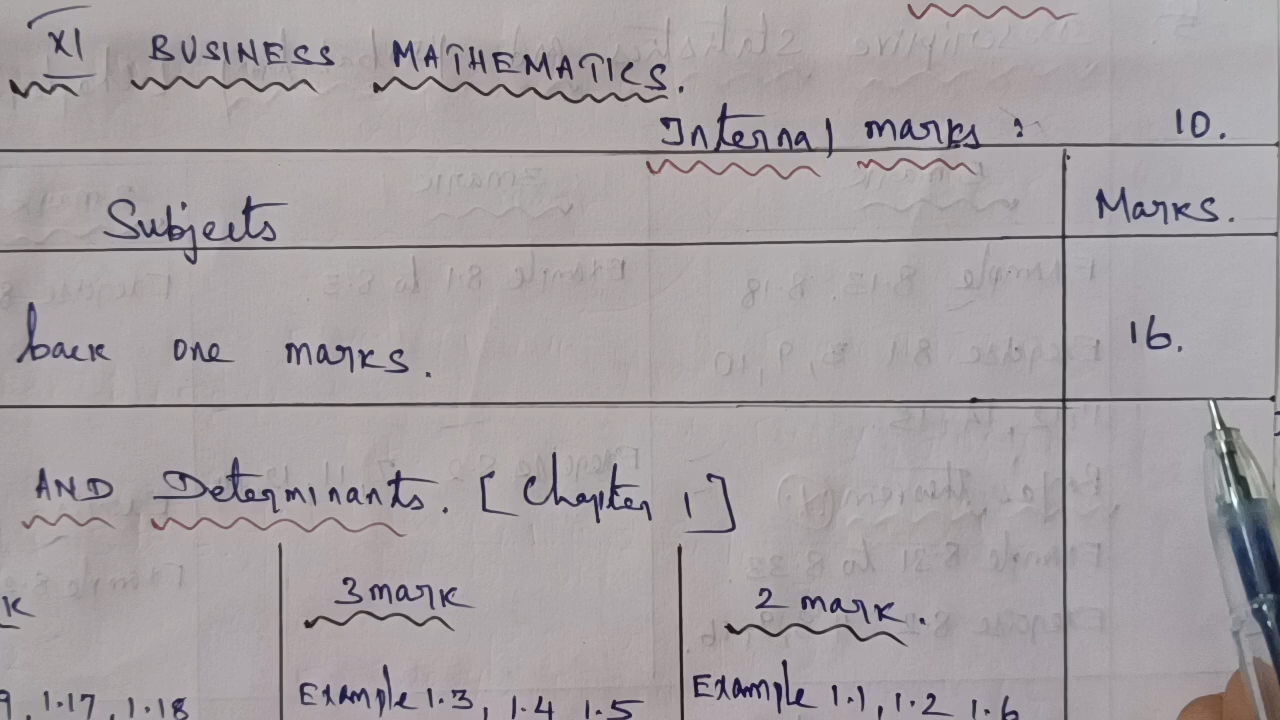 XI BUSINESS MATHEMATICS.
Internal marks : 10.
Subjects Marks.
back one marks. 16.
AND Determinants. [Chapter 1]
3 mark 2 mark.
1.17, 1.18 Example 1.3, 1.4 1.5 Example 1.1, 1.2 1.6